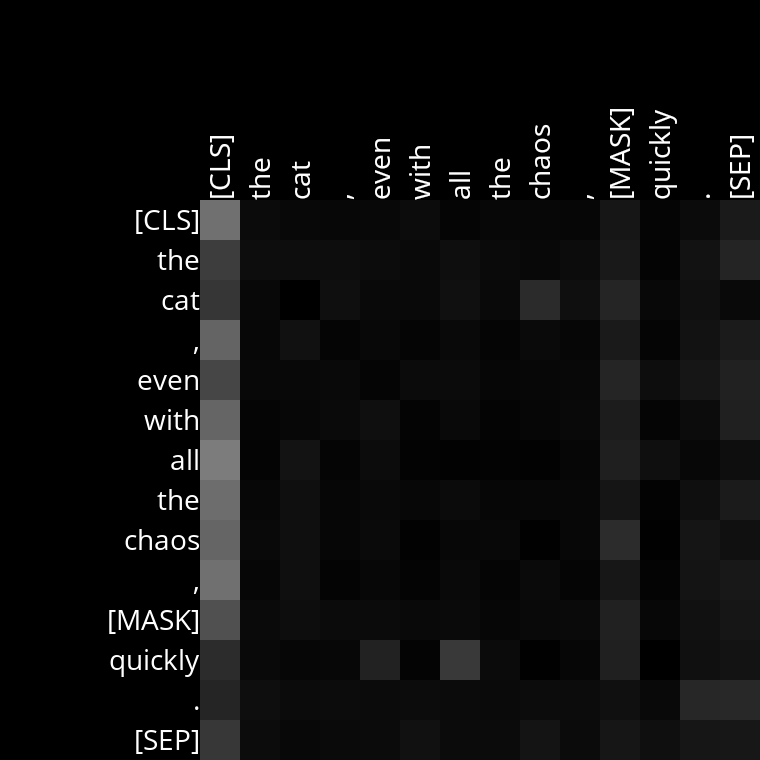 [CLS] the cat , even with all the chaos , [MASK] quickly . [SEP]
[CLS]
the
cat
,
even
with
all
the
chaos
,
[MASK]
quickly
.
[SEP]